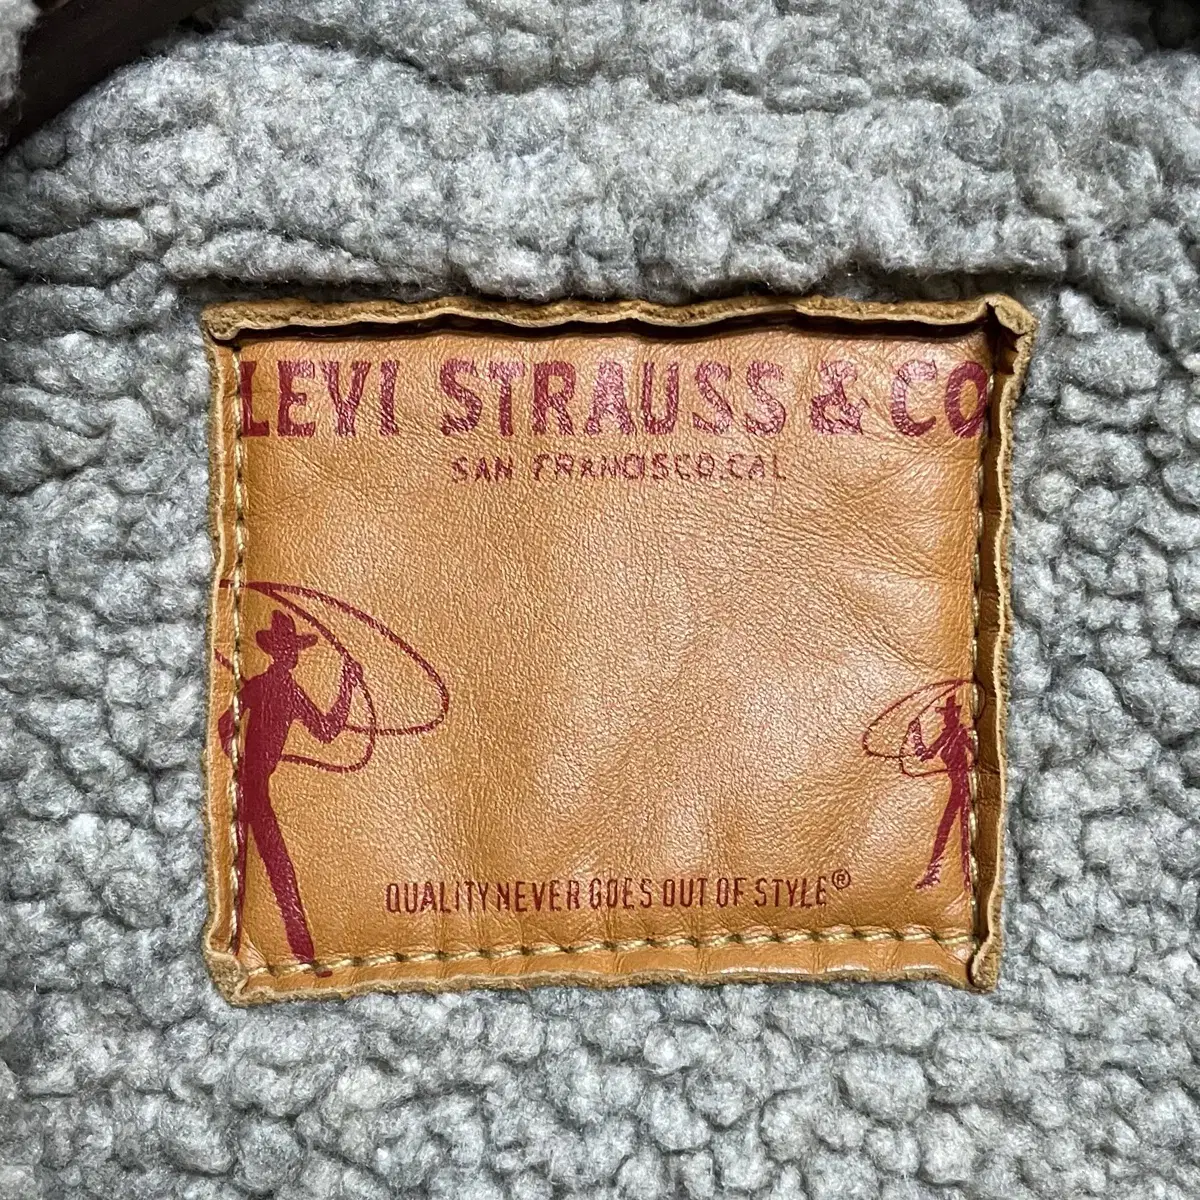 LEVI STRAUSS & CO
SAN FRANCISCO.CAL
QUALITY NEVER GOES OUT OF STYLE®